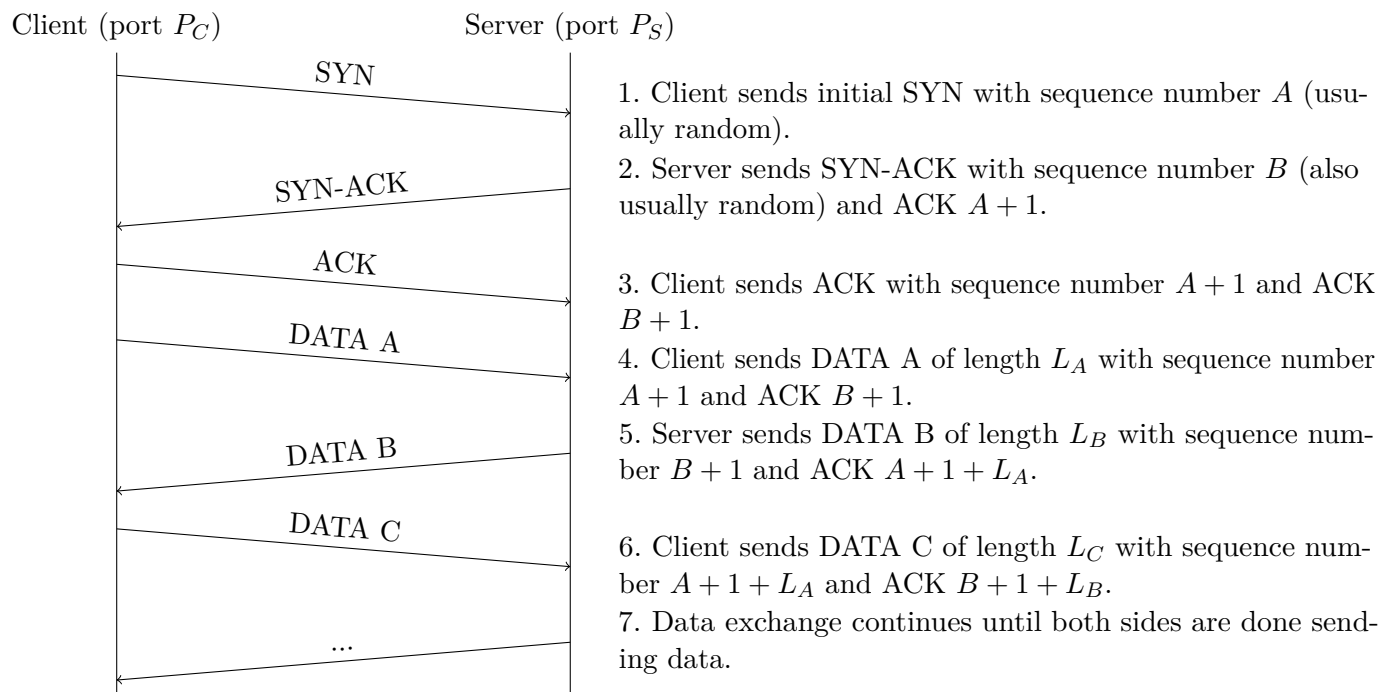 Client (port P_C) Server (port P_S)
SYN
1. Client sends initial SYN with sequence number A (usu-
ally random).
2. Server sends SYN-ACK with sequence number B (also
usually random) and ACK A + 1.
SYN-ACK
ACK
3. Client sends ACK with sequence number A + 1 and ACK
B + 1.
DATA A
4. Client sends DATA A of length L_A with sequence number
A + 1 and ACK B + 1.
5. Server sends DATA B of length L_B with sequence num-
ber B + 1 and ACK A + 1 + L_A.
DATA B
DATA C
6. Client sends DATA C of length L_C with sequence num-
ber A + 1 + L_A and ACK B + 1 + L_B.
7. Data exchange continues until both sides are done send-
ing data.
...